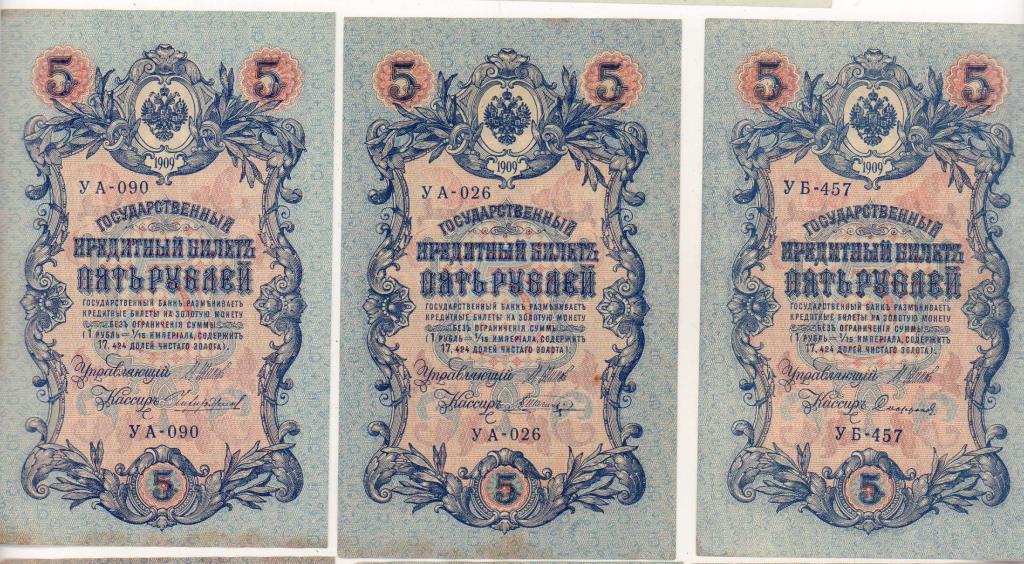 5 5
1909
УА-090
ГОСУДАРСТВЕННЫЙ
КРЕДИТНЫЙ БИЛЕТЪ
ПЯТЬ РУБЛЕЙ
ГОСУДАРСТВЕННЫЙ БАНКЪ РАЗМѢНИВАЕТЪ
КРЕДИТНЫЕ БИЛЕТЫ НА ЗОЛОТУЮ МОНЕТУ
БЕЗЪ ОГРАНИЧЕНІЯ СУММЫ
(1 РУБЛЬ = 1/15 ИМПЕРІАЛА, СОДЕРЖИТЪ
17,424 ДОЛЕЙ ЧИСТАГО ЗОЛОТА).
Управляющій
Кассиръ
УА-090
5
5 5
1909
УА-026
ГОСУДАРСТВЕННЫЙ
КРЕДИТНЫЙ БИЛЕТЪ
ПЯТЬ РУБЛЕЙ
ГОСУДАРСТВЕННЫЙ БАНКЪ РАЗМѢНИВАЕТЪ
КРЕДИТНЫЕ БИЛЕТЫ НА ЗОЛОТУЮ МОНЕТУ
БЕЗЪ ОГРАНИЧЕНІЯ СУММЫ
(1 РУБЛЬ = 1/15 ИМПЕРІАЛА, СОДЕРЖИТЪ
17,424 ДОЛЕЙ ЧИСТАГО ЗОЛОТА).
Управляющій
Кассиръ
УА-026
5
5 5
1909
УБ-457
ГОСУДАРСТВЕННЫЙ
КРЕДИТНЫЙ БИЛЕТЪ
ПЯТЬ РУБЛЕЙ
ГОСУДАРСТВЕННЫЙ БАНКЪ РАЗМѢНИВАЕТЪ
КРЕДИТНЫЕ БИЛЕТЫ НА ЗОЛОТУЮ МОНЕТУ
БЕЗЪ ОГРАНИЧЕНІЯ СУММЫ
(1 РУБЛЬ = 1/15 ИМПЕРІАЛА, СОДЕРЖИТЪ
17,424 ДОЛЕЙ ЧИСТАГО ЗОЛОТА).
Управляющій
Кассиръ
УБ-457
5